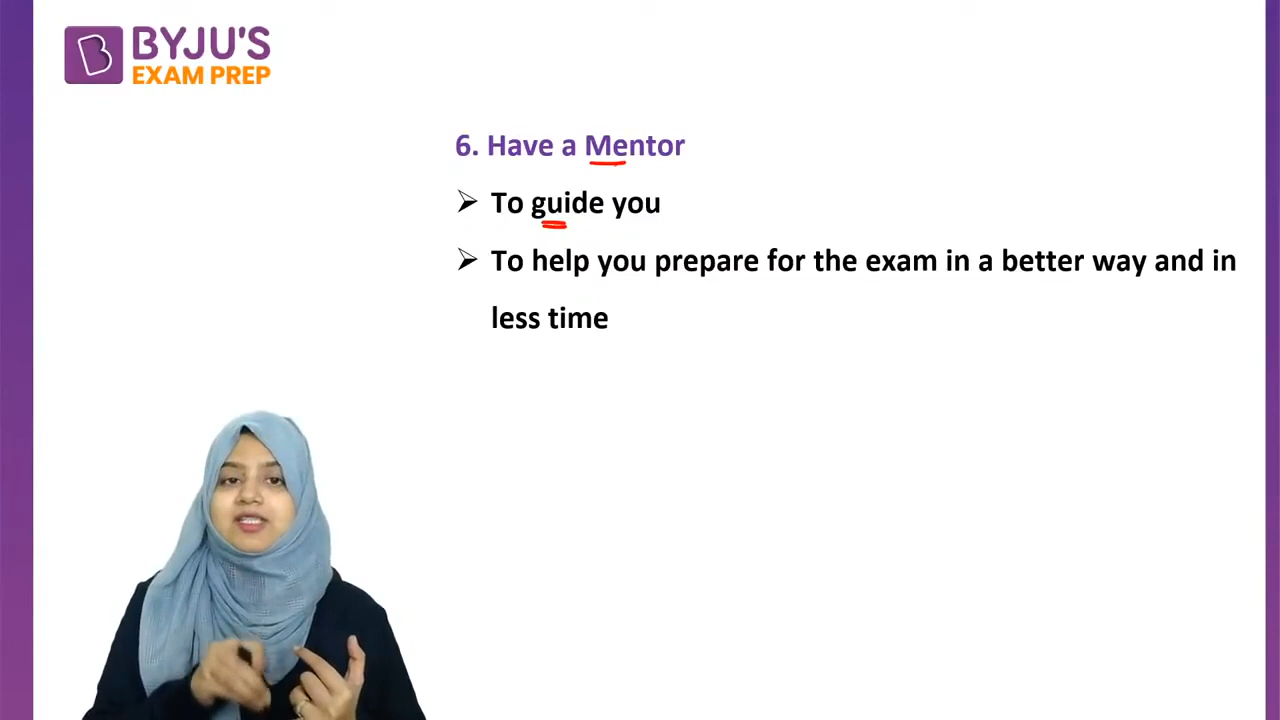 BYJU'S
EXAM PREP
6. Have a Mentor
➢ To guide you
➢ To help you prepare for the exam in a better way and in
less time